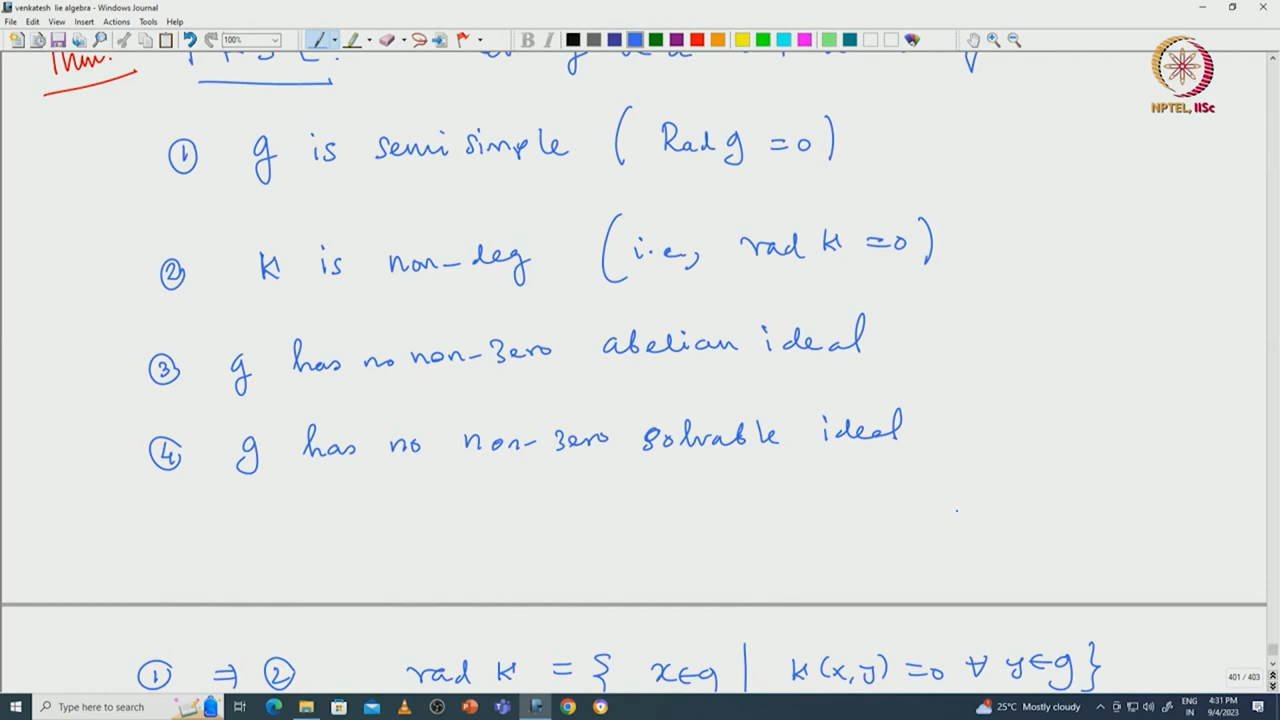 venkatesh lie algebra - Windows Journal
File Edit View Insert Actions Tools Help
100%
B I
Thm:
NPTEL, IISc
① g is semisimple ( Rad g = 0 )
② κ is non-deg ( i.e., rad κ = 0 )
③ g has no non-zero abelian ideal
④ g has no non-zero solvable ideal
① ⇒ ② rad κ = { x ∈ g | κ(x,y) = 0 ∀ y ∈ g }
401 / 403
Type here to search
25°C Mostly cloudy
ENG
IN
4:31 PM
9/4/2023